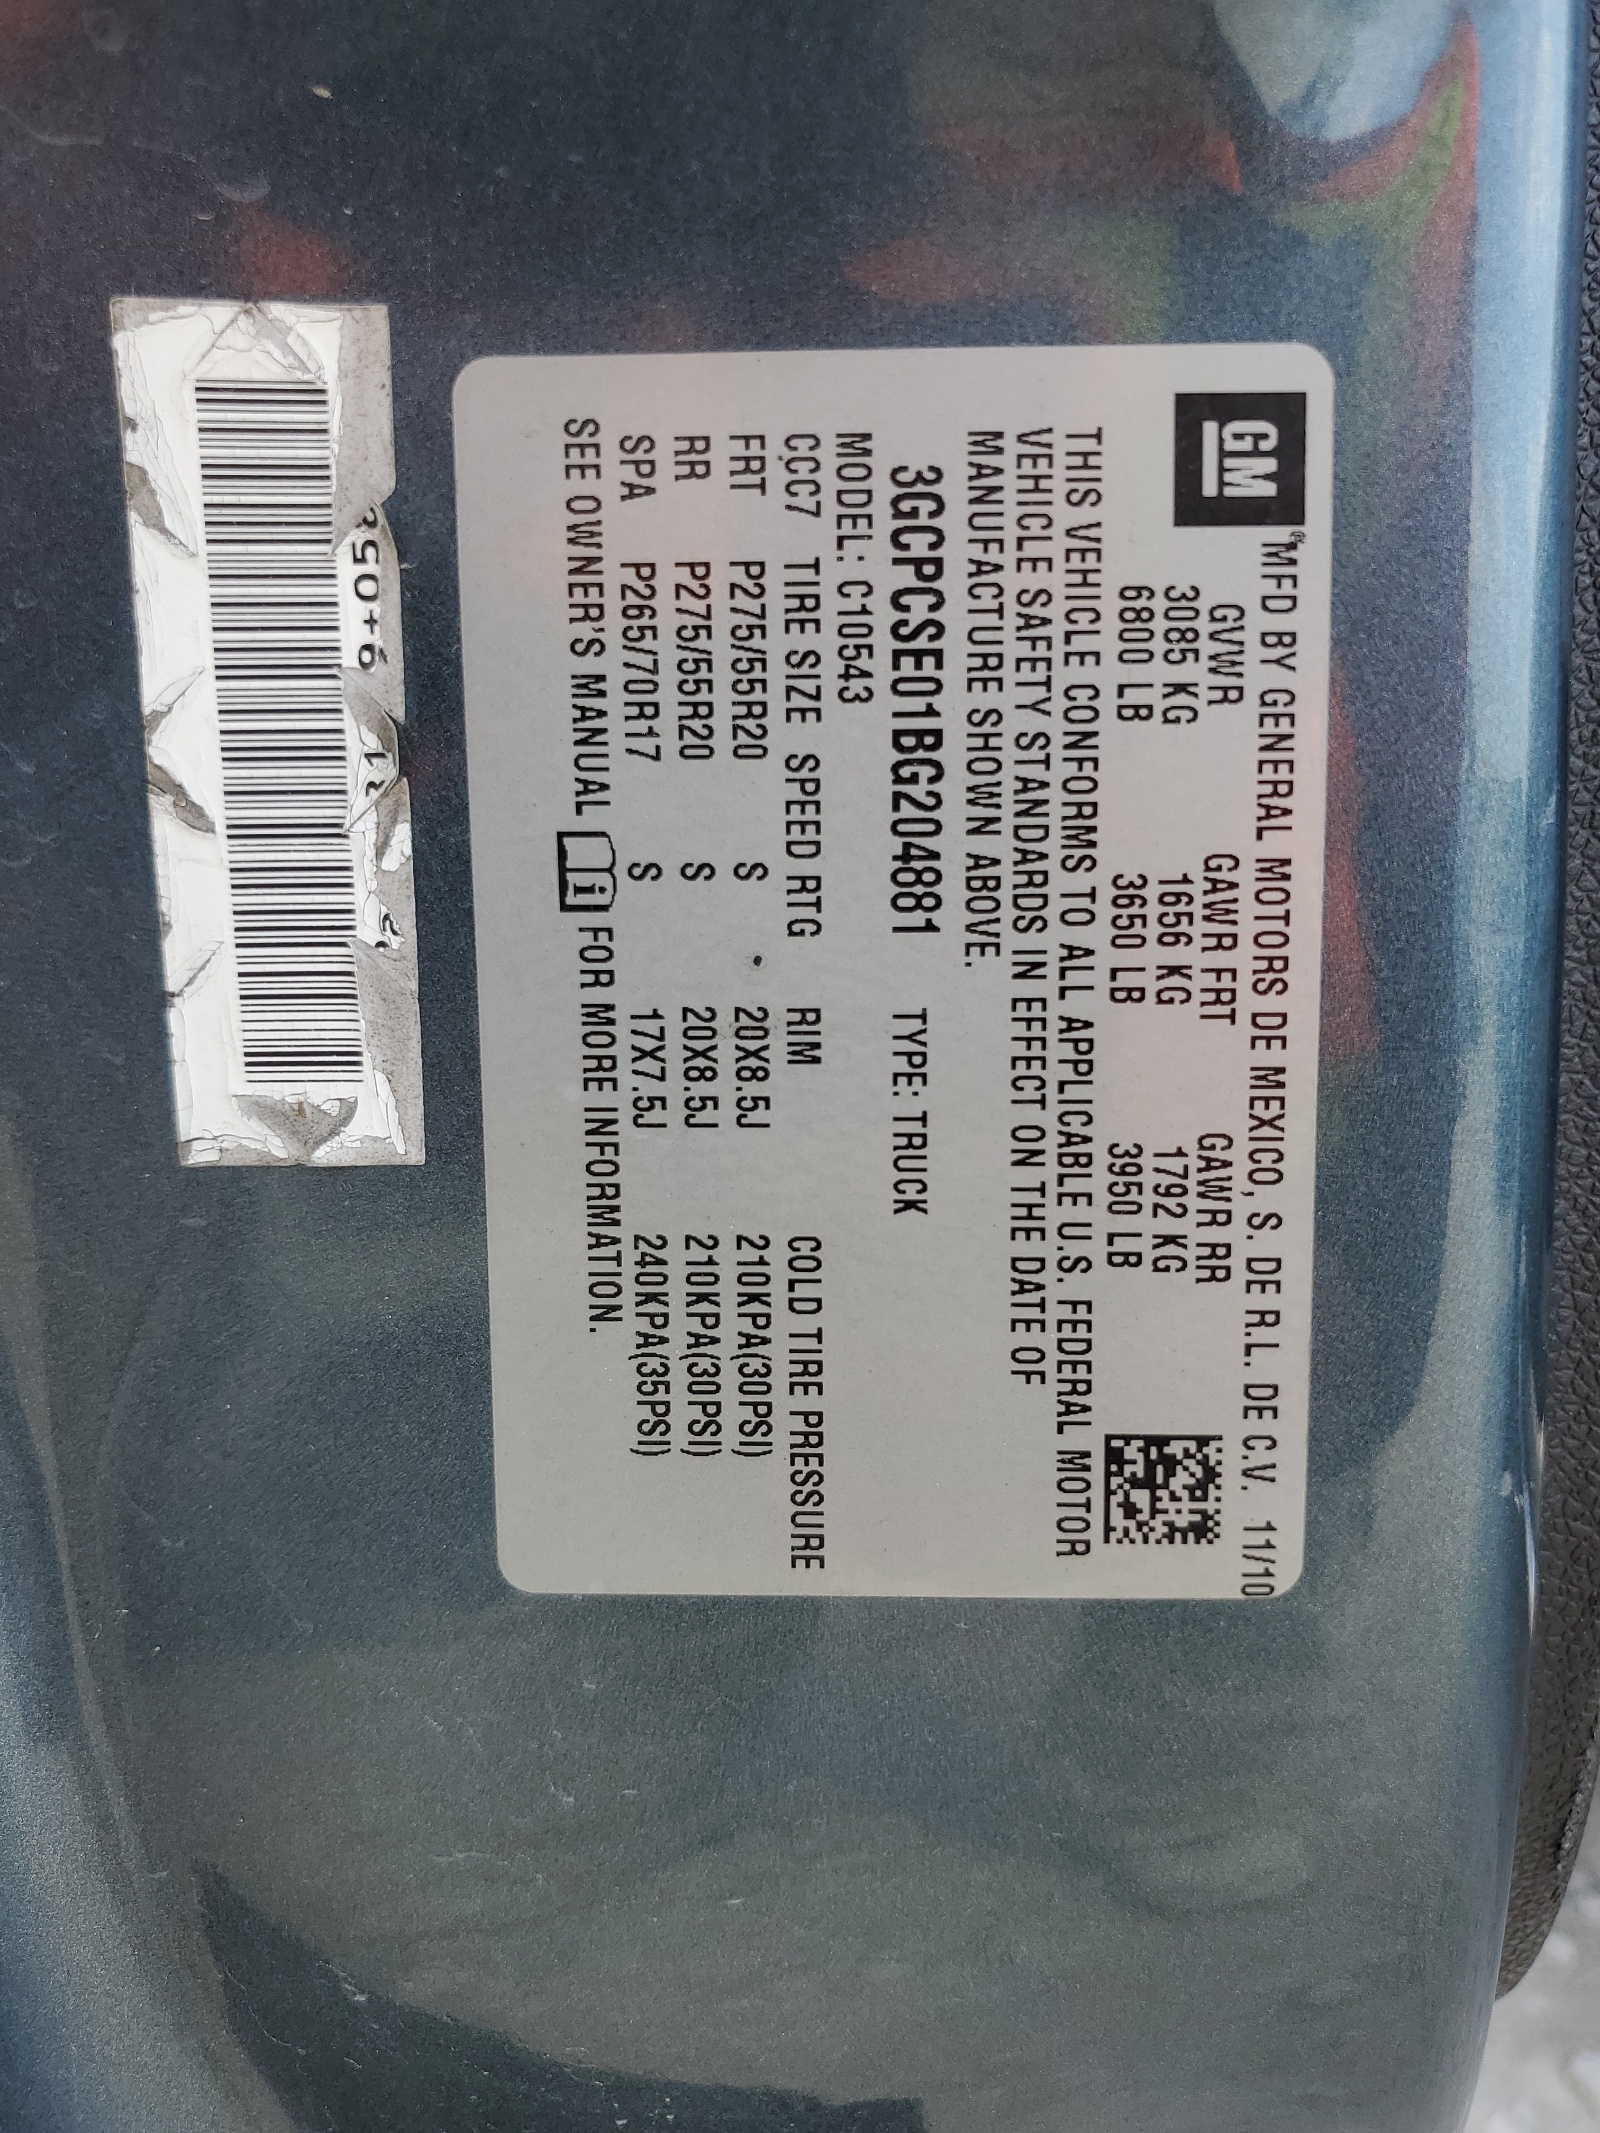 GM
® MFD BY GENERAL MOTORS DE MEXICO, S. DE R.L. DE C.V. 11/10
GVWR GAWR FRT GAWR RR
3085 KG 1656 KG 1792 KG
6800 LB 3650 LB 3950 LB
THIS VEHICLE CONFORMS TO ALL APPLICABLE U.S. FEDERAL MOTOR
VEHICLE SAFETY STANDARDS IN EFFECT ON THE DATE OF
MANUFACTURE SHOWN ABOVE.
3GCPCSE01BG204881 TYPE: TRUCK
MODEL: C10543
CCC7 TIRE SIZE SPEED RTG RIM COLD TIRE PRESSURE
FRT P275/55R20 S 20X8.5J 210KPA(30PSI)
RR P275/55R20 S 20X8.5J 210KPA(30PSI)
SPA P265/70R17 S 17X7.5J 240KPA(35PSI)
SEE OWNER'S MANUAL i FOR MORE INFORMATION.